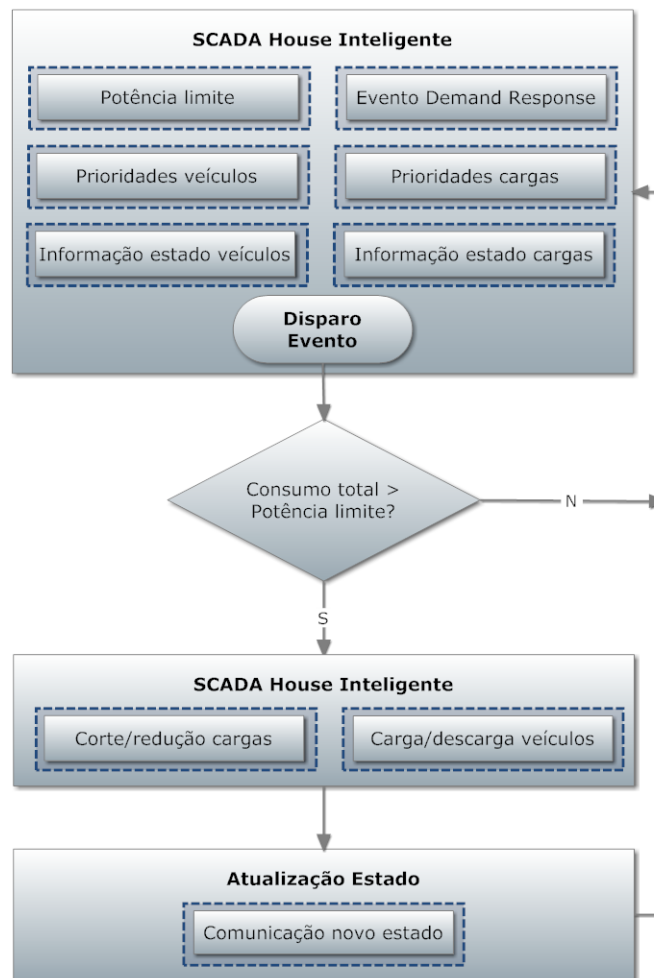 SCADA House Inteligente
Potência limite
Evento Demand Response
Prioridades veículos
Prioridades cargas
Informação estado veículos
Informação estado cargas
Disparo
Evento
Consumo total >
Potência limite?
N
S
SCADA House Inteligente
Corte/redução cargas
Carga/descarga veículos
Atualização Estado
Comunicação novo estado